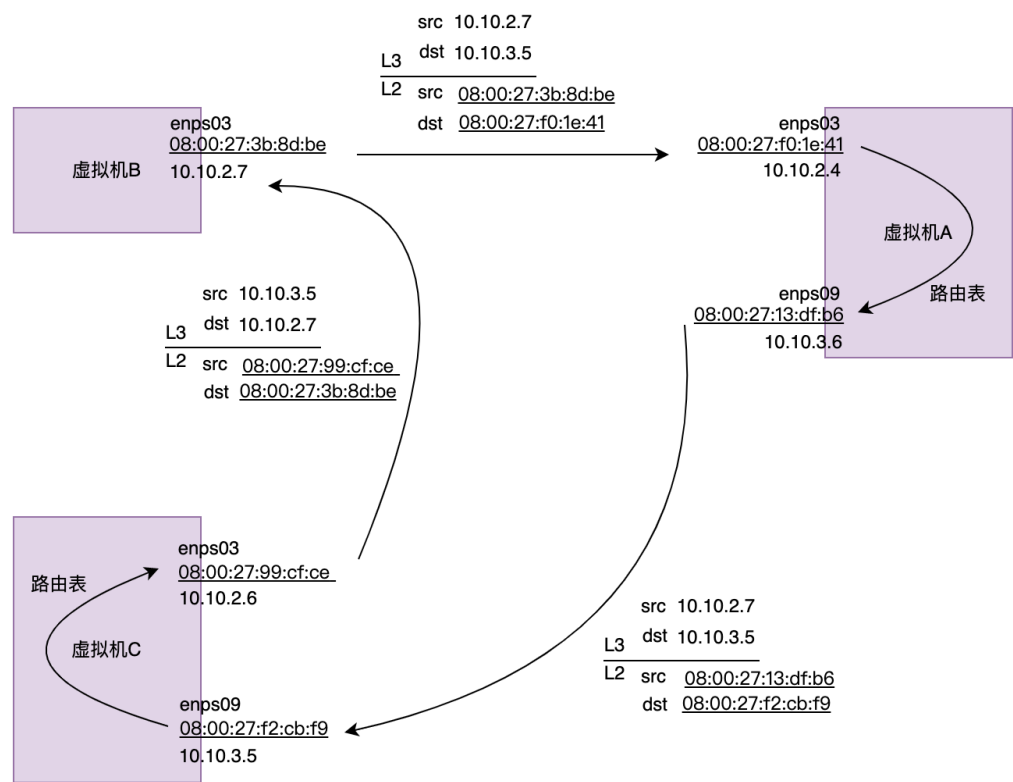 src 10.10.2.7
dst 10.10.3.5
L3
L2 src 08:00:27:3b:8d:be
dst 08:00:27:f0:1e:41
enps03
08:00:27:3b:8d:be
10.10.2.7
虚拟机B
enps03
08:00:27:f0:1e:41
10.10.2.4
虚拟机A
路由表
enps09
08:00:27:13:df:b6
10.10.3.6
src 10.10.3.5
dst 10.10.2.7
L3
L2 src 08:00:27:99:cf:ce
dst 08:00:27:3b:8d:be
enps03
08:00:27:99:cf:ce
10.10.2.6
路由表
虚拟机C
enps09
08:00:27:f2:cb:f9
10.10.3.5
src 10.10.2.7
dst 10.10.3.5
L3
L2 src 08:00:27:13:df:b6
dst 08:00:27:f2:cb:f9